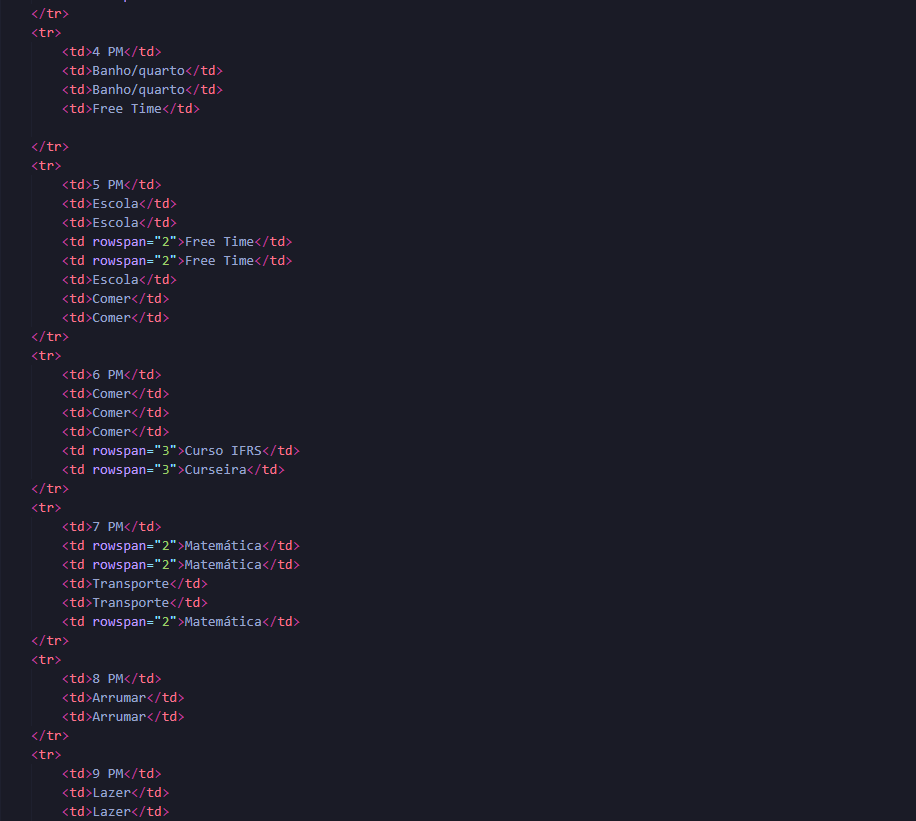 </tr>
<tr>
<td>4 PM</td>
<td>Banho/quarto</td>
<td>Banho/quarto</td>
<td>Free Time</td>
</tr>
<tr>
<td>5 PM</td>
<td>Escola</td>
<td>Escola</td>
<td rowspan="2">Free Time</td>
<td rowspan="2">Free Time</td>
<td>Escola</td>
<td>Comer</td>
<td>Comer</td>
</tr>
<tr>
<td>6 PM</td>
<td>Comer</td>
<td>Comer</td>
<td>Comer</td>
<td rowspan="3">Curso IFRS</td>
<td rowspan="3">Curseira</td>
</tr>
<tr>
<td>7 PM</td>
<td rowspan="2">Matemática</td>
<td rowspan="2">Matemática</td>
<td>Transporte</td>
<td>Transporte</td>
<td rowspan="2">Matemática</td>
</tr>
<tr>
<td>8 PM</td>
<td>Arrumar</td>
<td>Arrumar</td>
</tr>
<tr>
<td>9 PM</td>
<td>Lazer</td>
<td>Lazer</td>